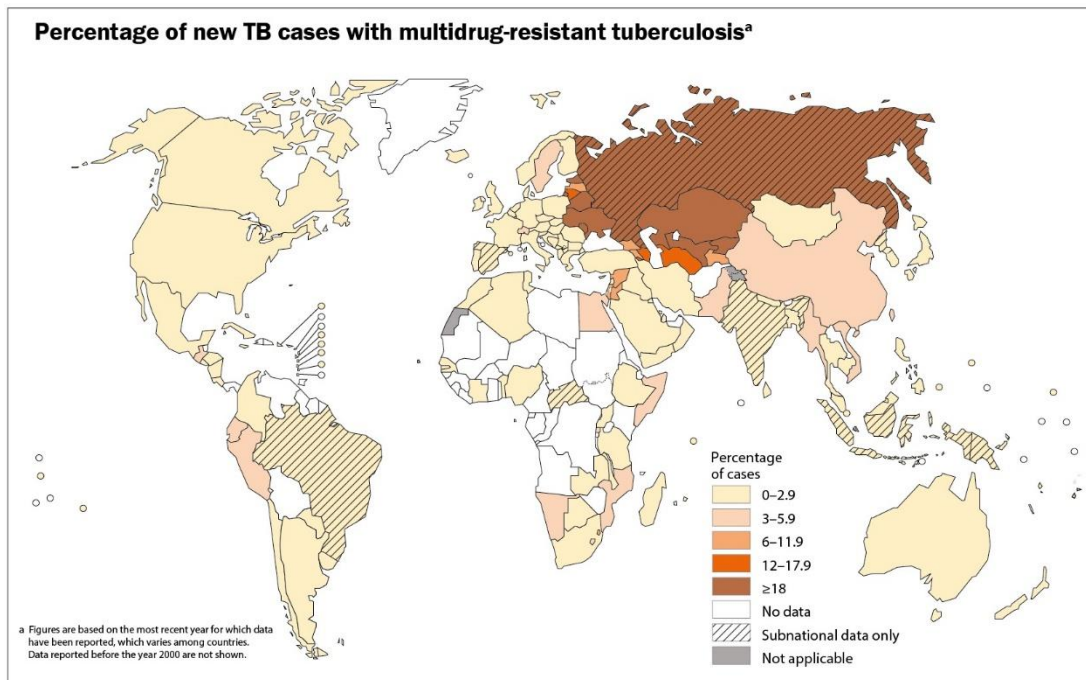 Percentage of new TB cases with multidrug-resistant tuberculosisᵃ
Percentage
of cases
0–2.9
3–5.9
6–11.9
12–17.9
≥18
No data
Subnational data only
Not applicable
a Figures are based on the most recent year for which data
have been reported, which varies among countries.
Data reported before the year 2000 are not shown.